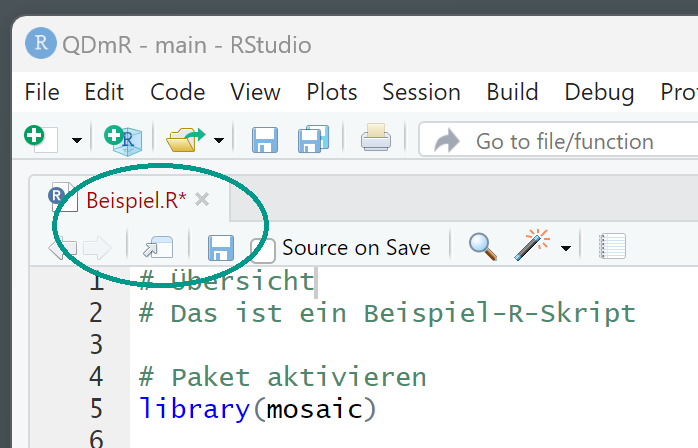 R QDmR - main - RStudio
File Edit Code View Plots Session Build Debug
Go to file/function
R Beispiel.R*
Source on Save
1 # Übersicht
2 # Das ist ein Beispiel-R-Skript
3
4 # Paket aktivieren
5 library(mosaic)
6